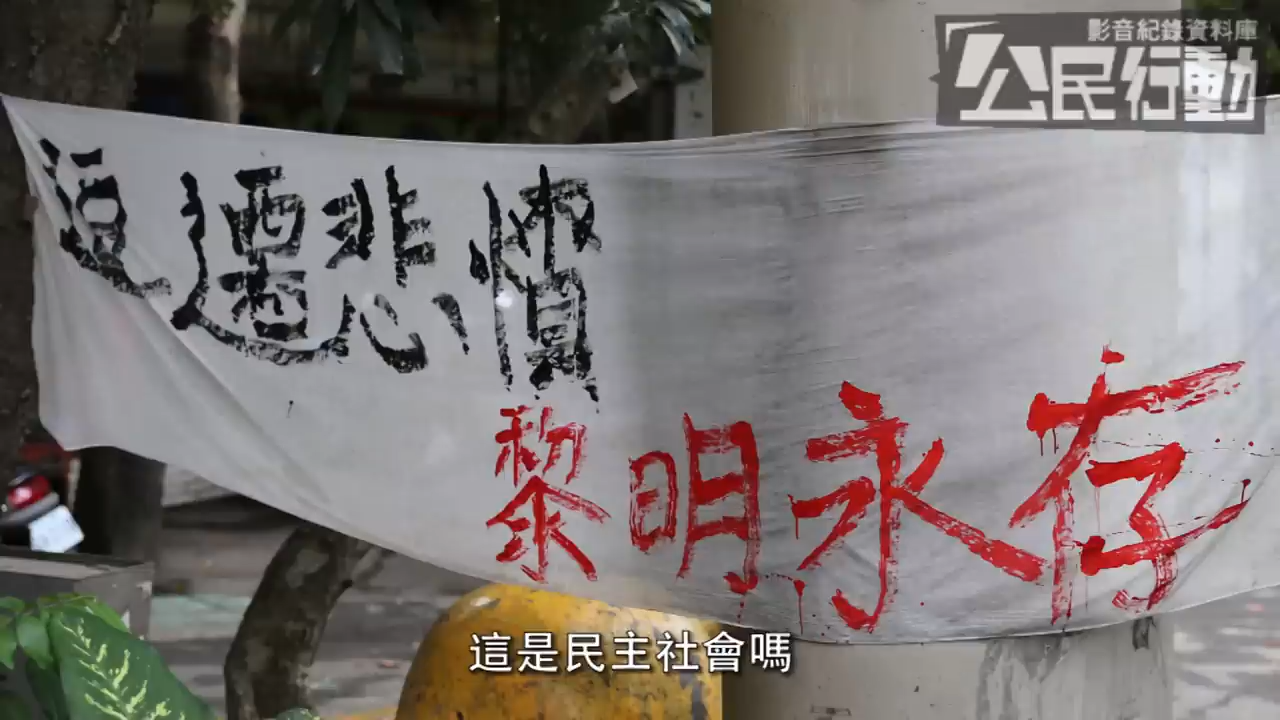 影音紀錄資料庫
公民行動
逼遷悲憤
黎明永存
這是民主社會嗎